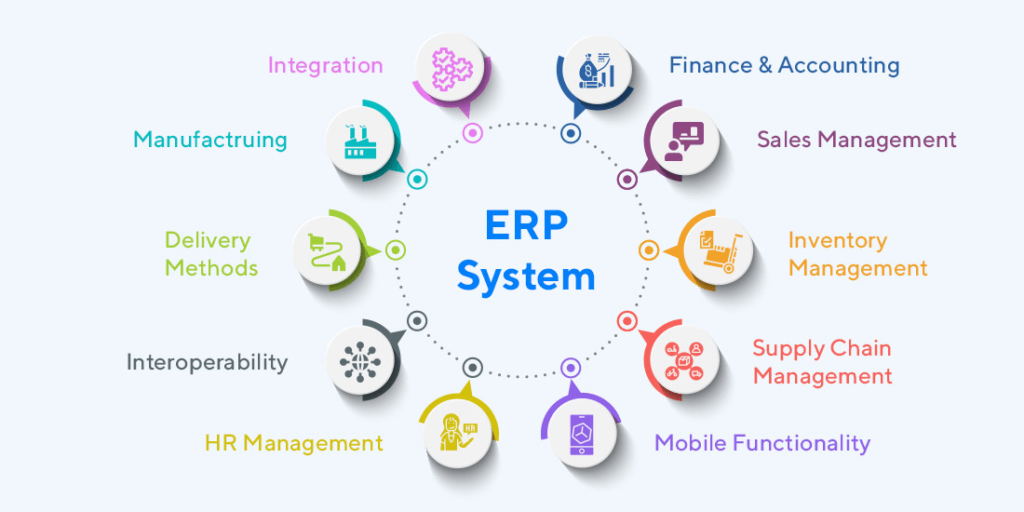 Integration
Finance & Accounting
Manufactruing
Sales Management
ERP
System
Delivery
Methods
Inventory
Management
Interoperability
Supply Chain
Management
HR
HR Management
Mobile Functionality